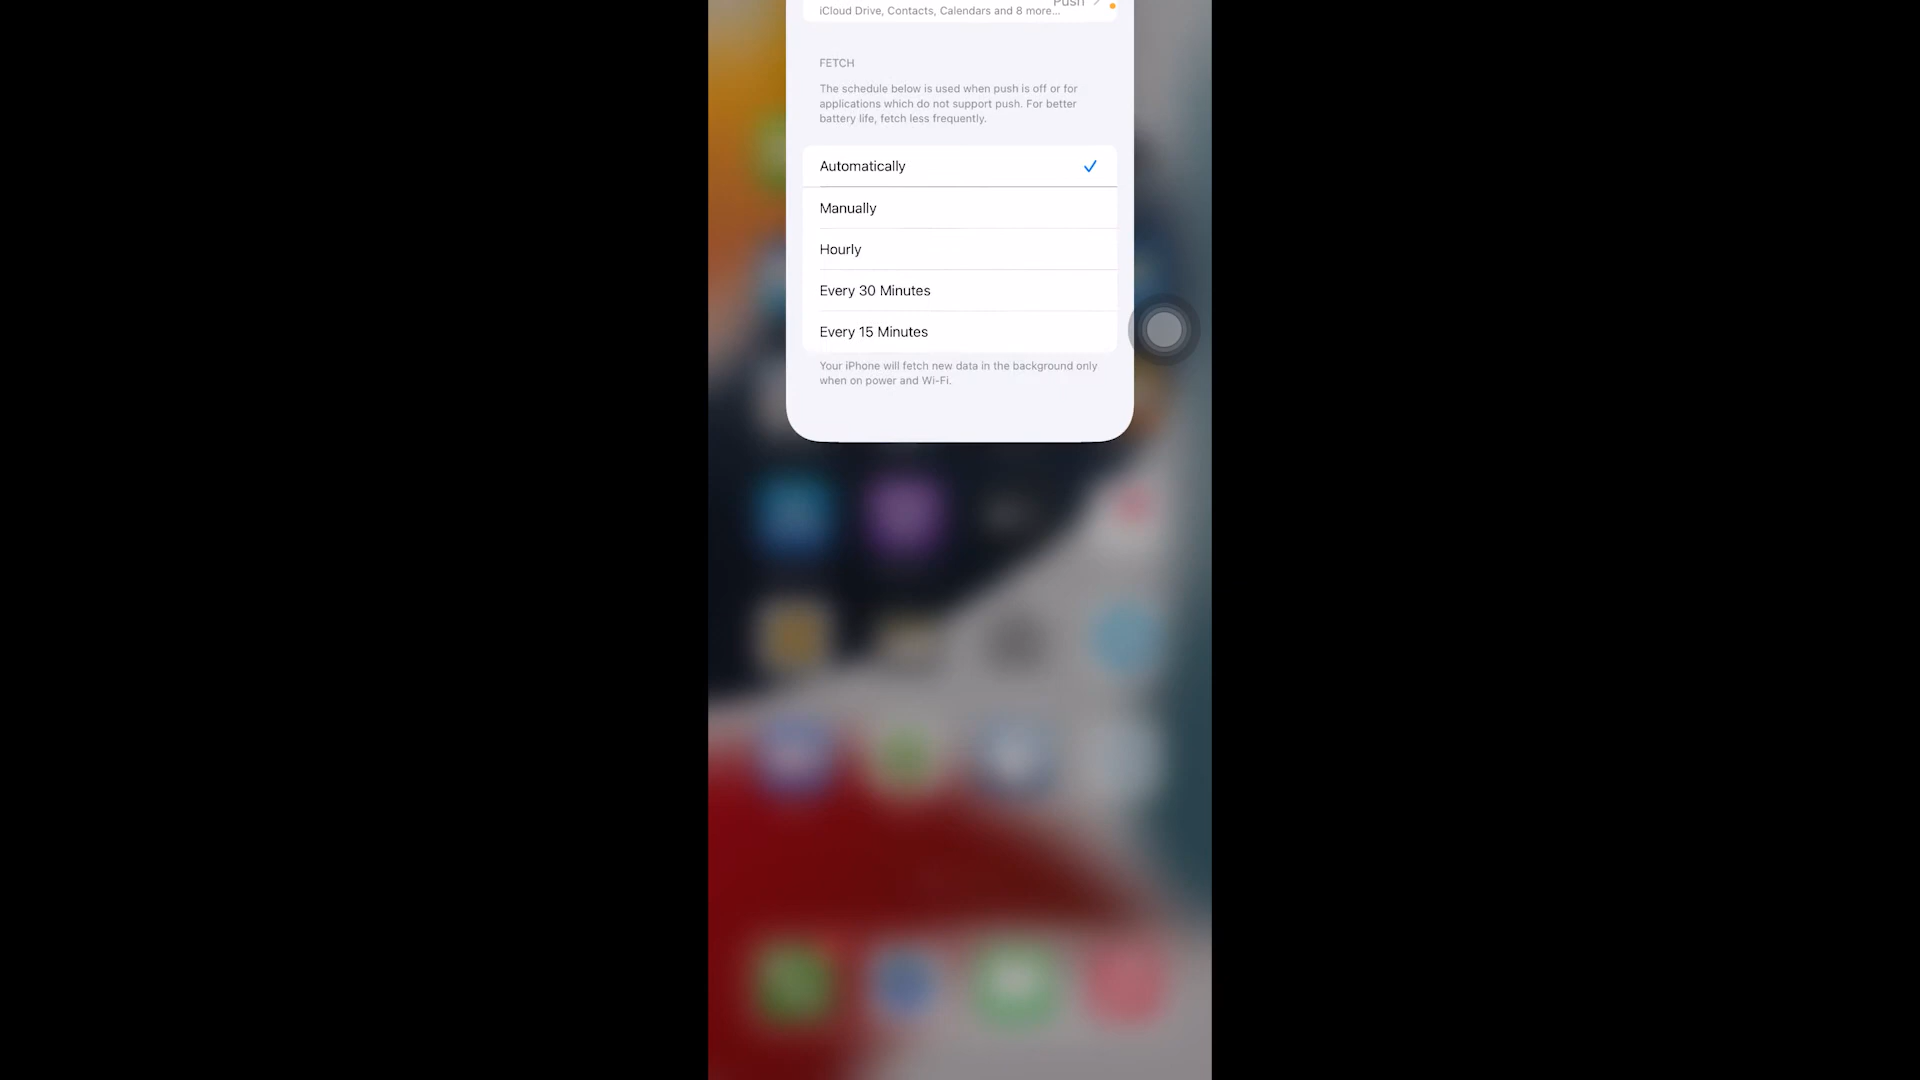 Push
iCloud Drive, Contacts, Calendars and 8 more...
FETCH
The schedule below is used when push is off or for
applications which do not support push. For better
battery life, fetch less frequently.
Automatically
Manually
Hourly
Every 30 Minutes
Every 15 Minutes
Your iPhone will fetch new data in the background only
when on power and Wi-Fi.